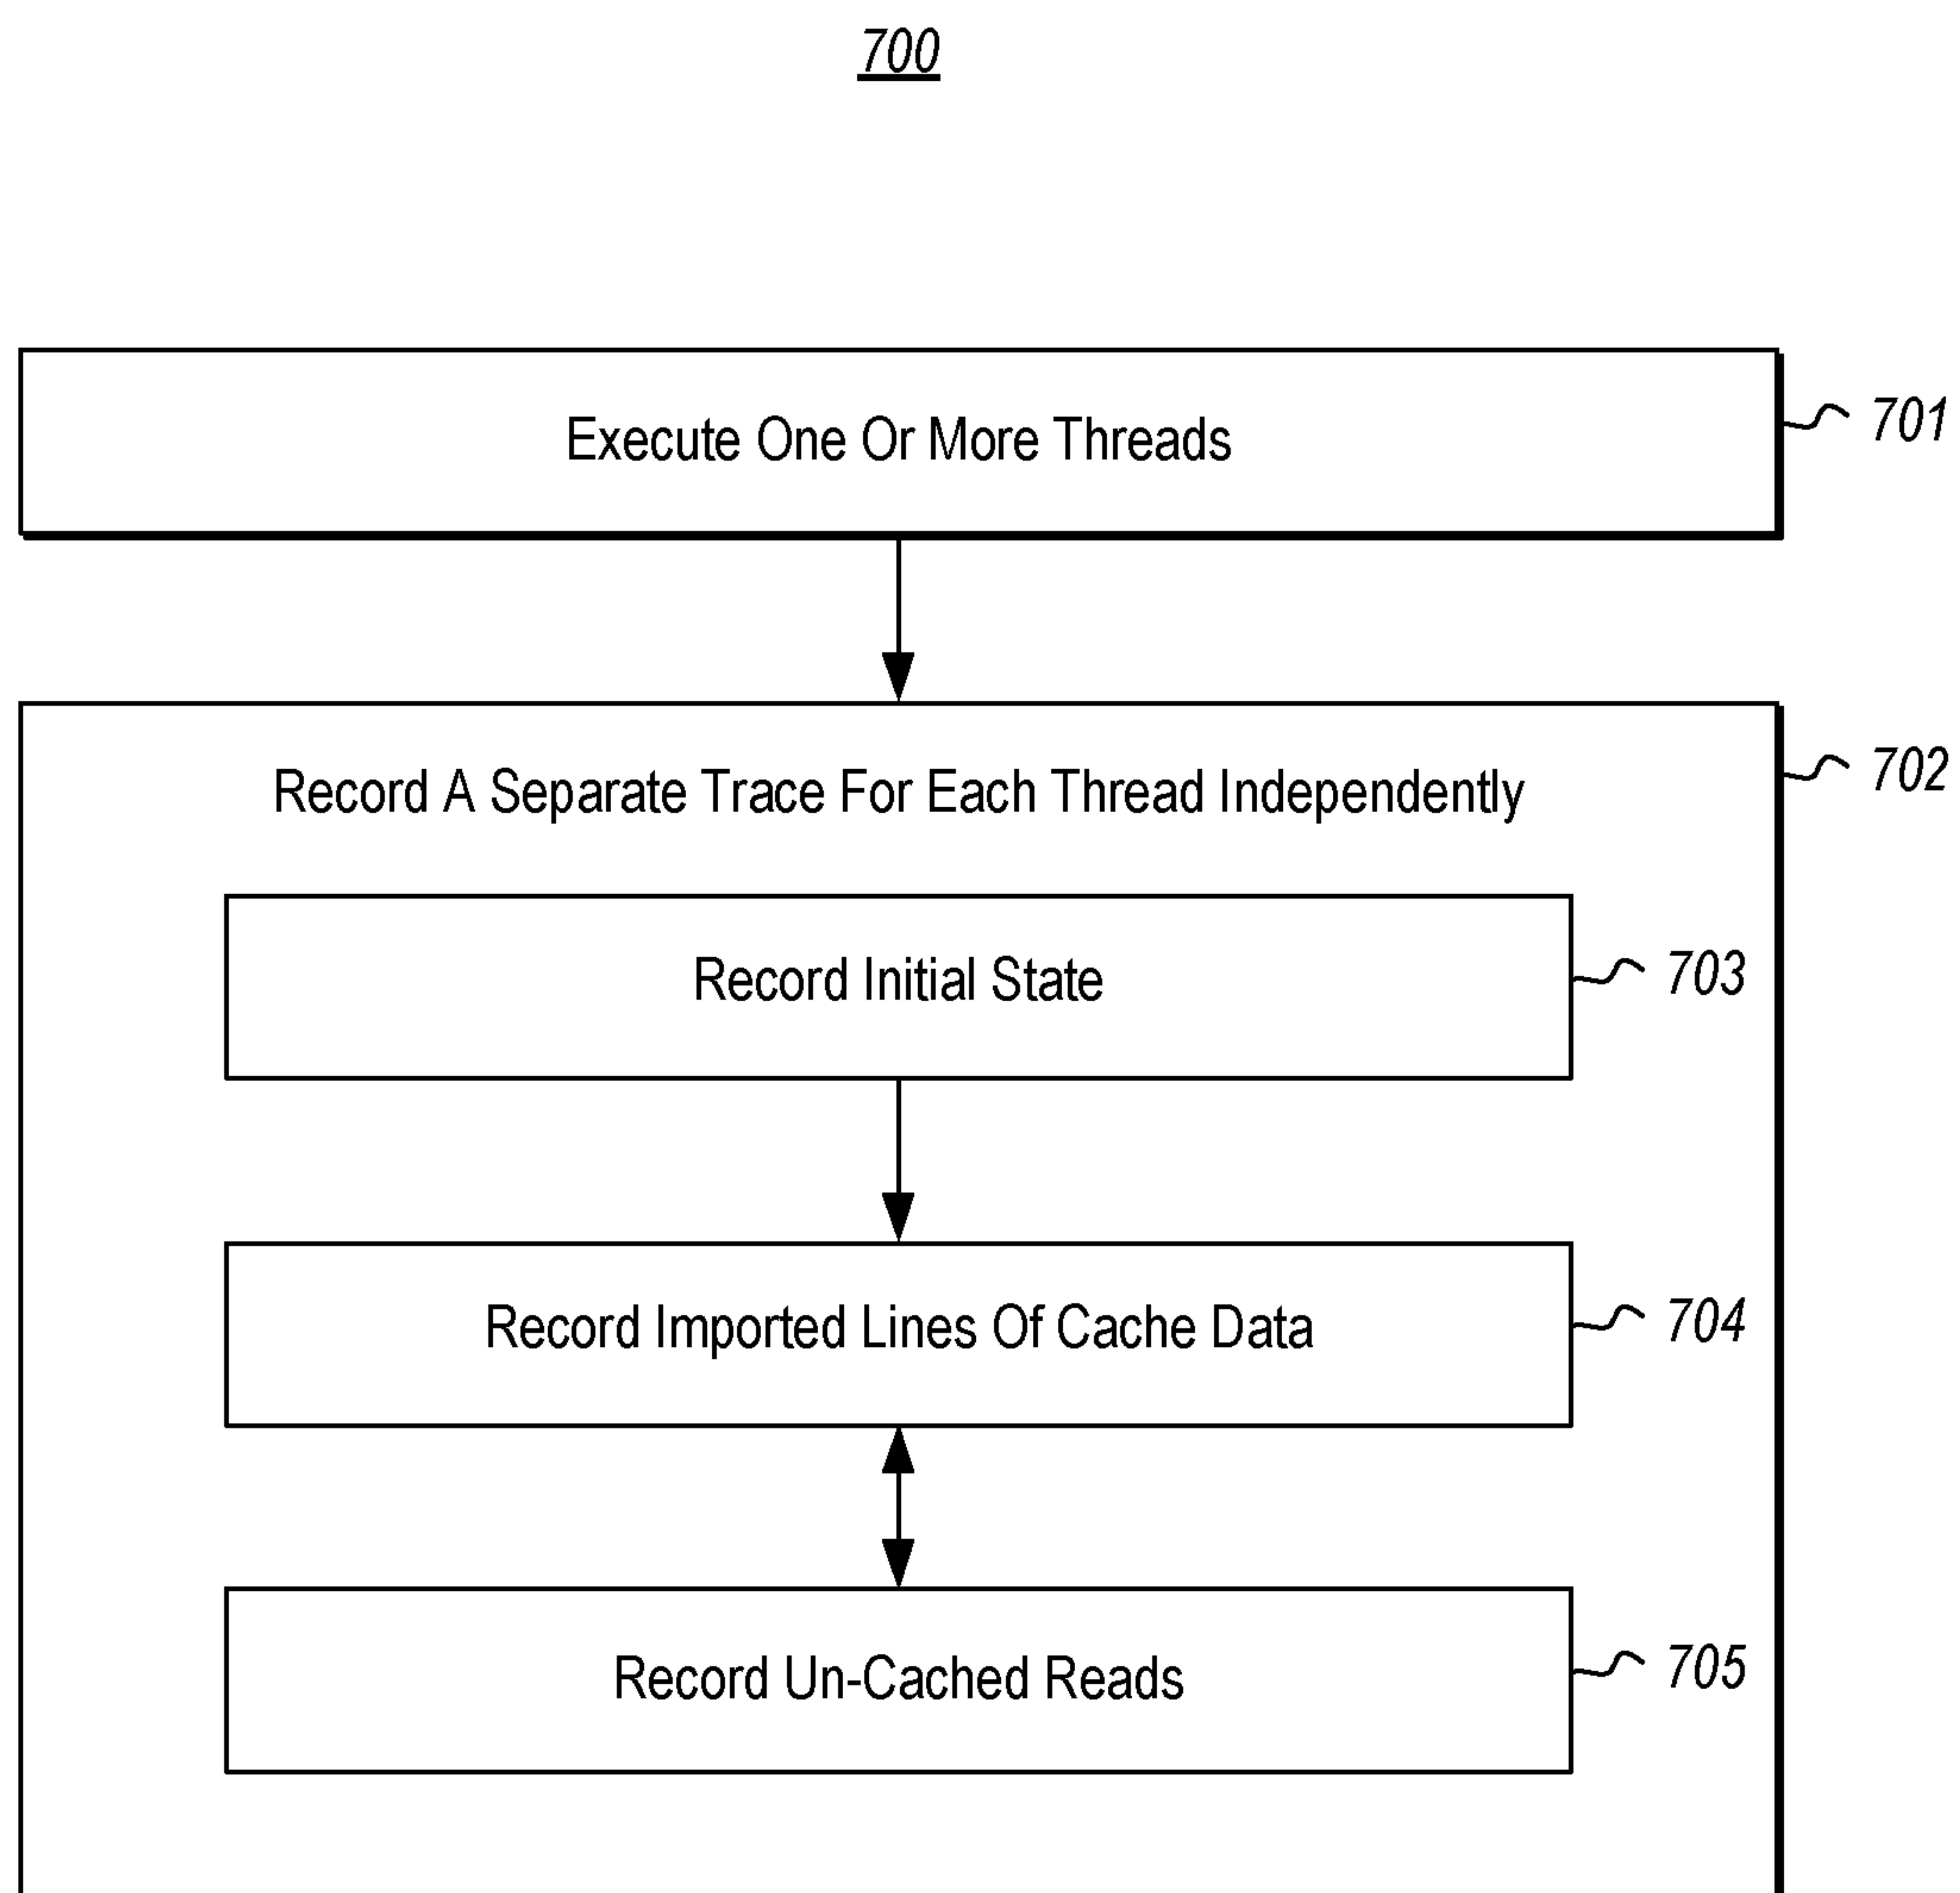 700
Execute One Or More Threads
701
Record A Separate Trace For Each Thread Independently
702
Record Initial State
703
Record Imported Lines Of Cache Data
704
Record Un-Cached Reads
705